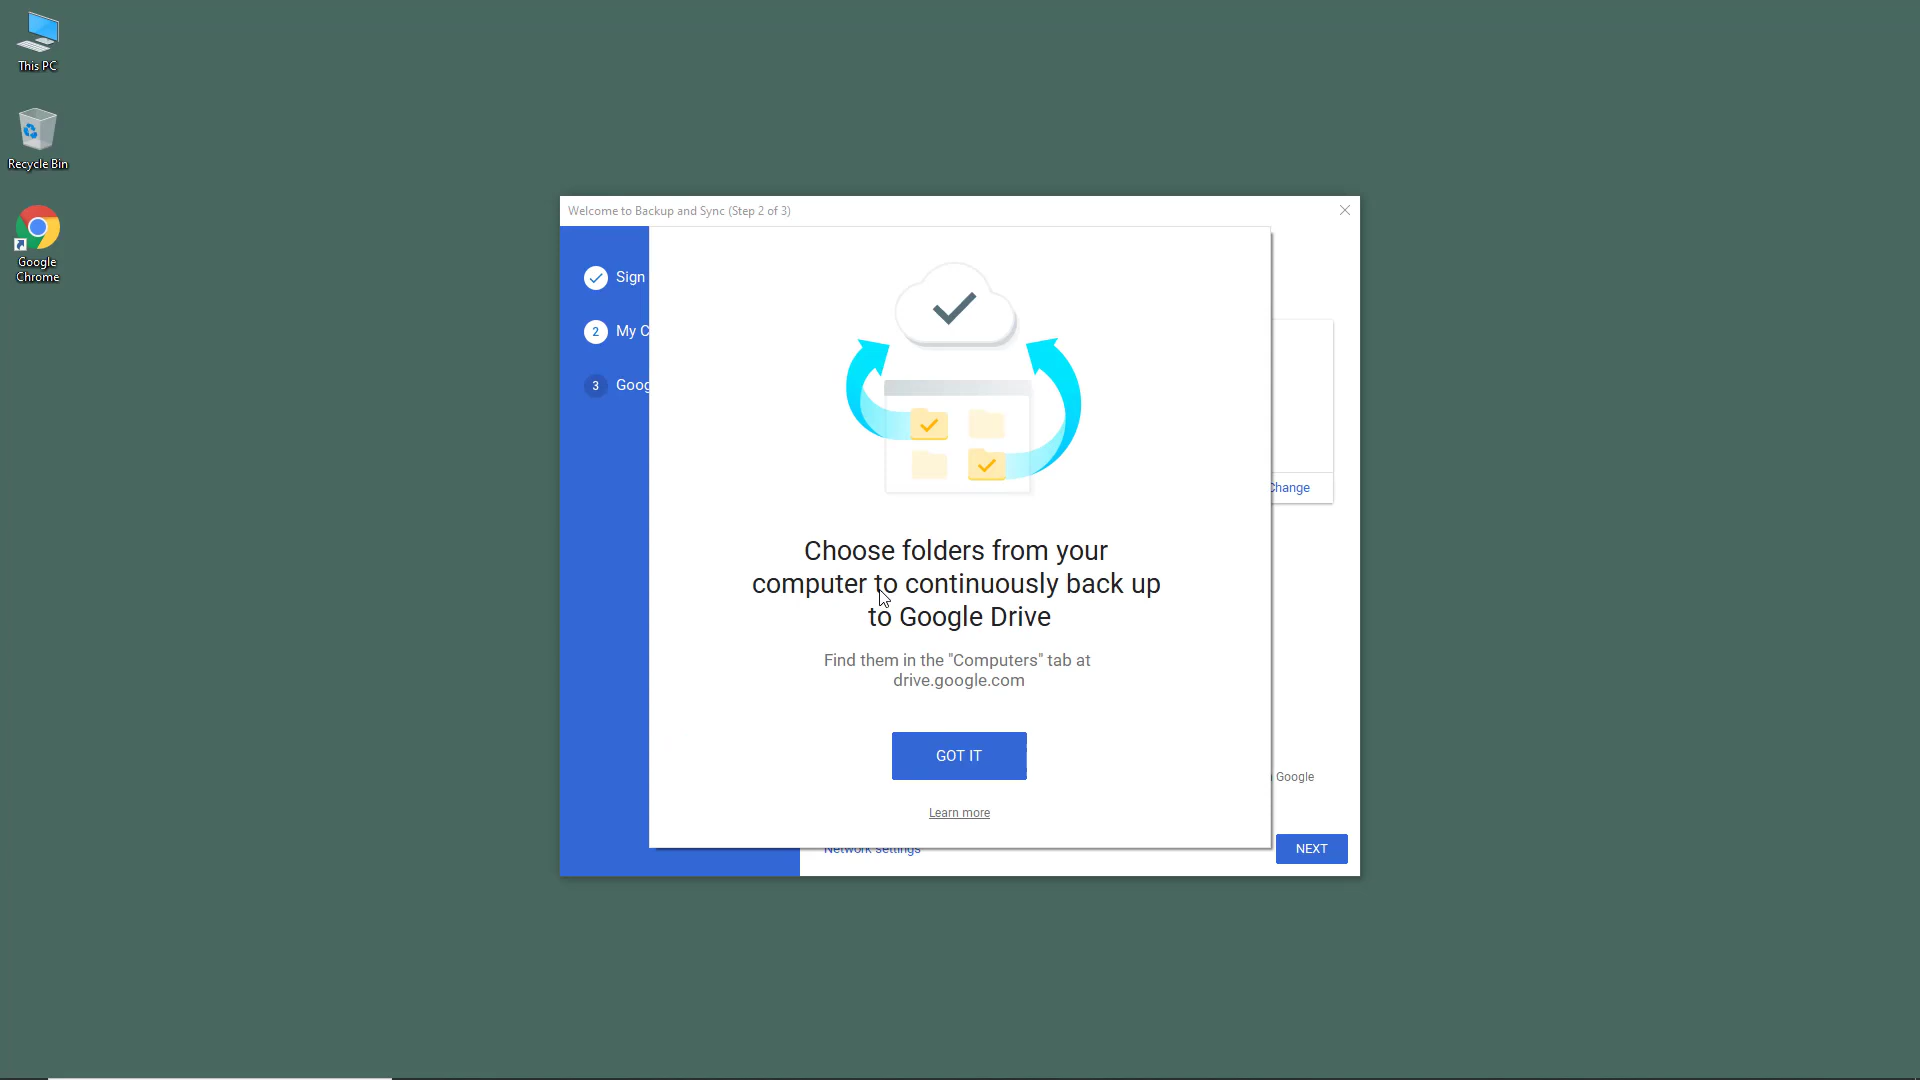 This PC
Recycle Bin
Google
Chrome
Welcome to Backup and Sync (Step 2 of 3)
Sign
2 My C
3 Goog
Choose folders from your
computer to continuously back up
to Google Drive
Find them in the "Computers" tab at
drive.google.com
GOT IT
Learn more
Change
Google
Network settings
NEXT